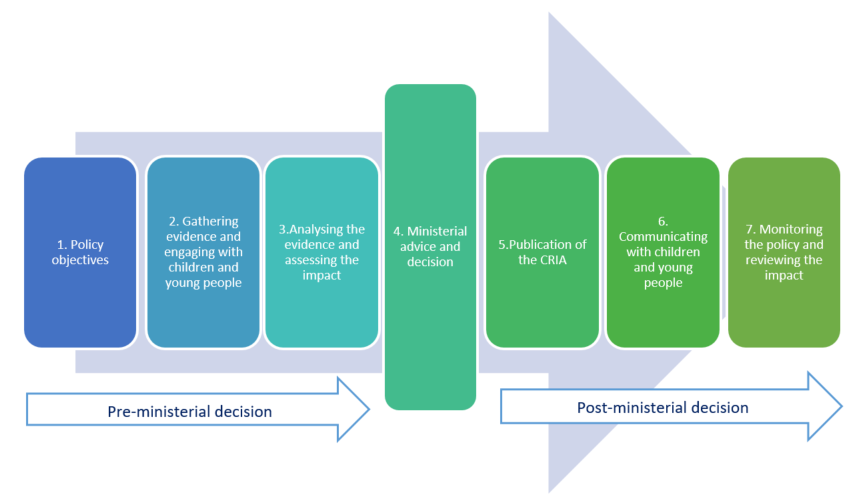 1. Policy
objectives
2. Gathering
evidence and
engaging with
children and
young people
3.Analysing the
evidence and
assessing the
impact
4. Ministerial
advice and
decision
5.Publication of
the CRIA
6.
Communicating
with children
and young
people
7. Monitoring
the policy and
reviewing the
impact
Pre-ministerial decision
Post-ministerial decision